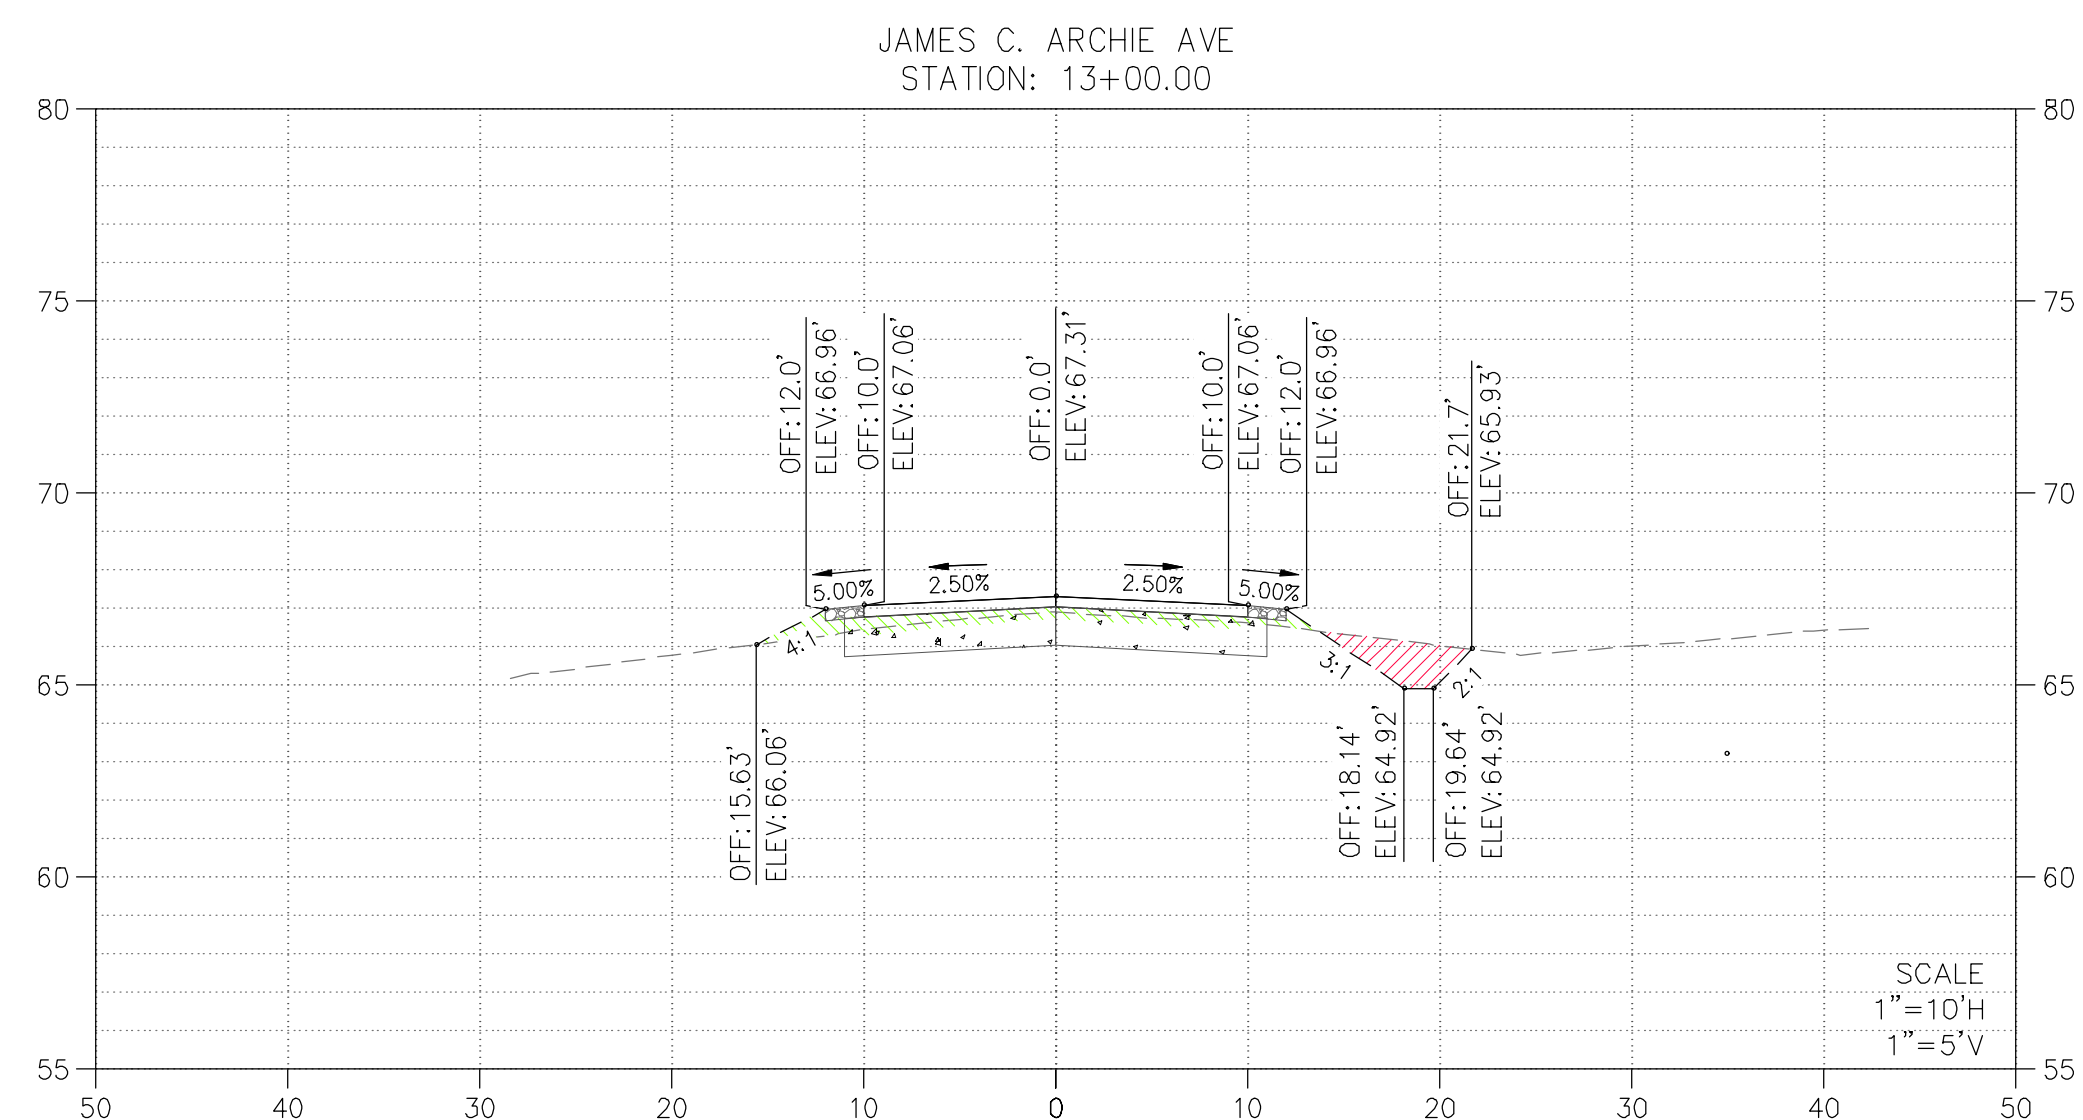 JAMES C. ARCHIE AVE
STATION: 13+00.00
80
80
75
75
OFF:12.0'
ELEV:66.96'
OFF:10.0'
ELEV:67.06'
OFF:0.0'
ELEV:67.31'
OFF:10.0'
ELEV:67.06'
OFF:12.0'
ELEV:66.96'
OFF:21.7'
ELEV:65.93'
70
70
5.00%
2.50%
2.50%
5.00%
4:1
3:1
2:1
65
65
OFF:15.63'
ELEV:66.06'
OFF:18.14'
ELEV:64.92'
OFF:19.64'
ELEV:64.92'
60
60
SCALE
1"=10'H
1"=5'V
55
55
50
40
30
20
10
0
10
20
30
40
50